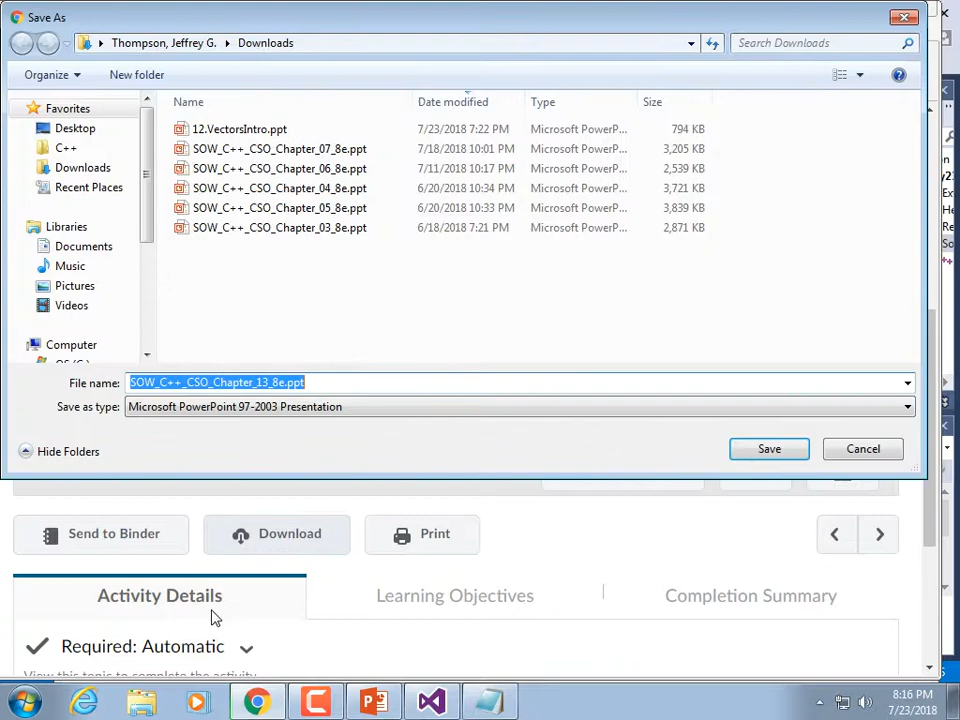 Save As
Thompson, Jeffrey G. Downloads Search Downloads
Organize New folder
Favorites
Desktop
C++
Downloads
Recent Places
Libraries
Documents
Music
Pictures
Videos
Computer
Name Date modified Type Size
12.VectorsIntro.ppt 7/23/2018 7:22 PM Microsoft PowerP... 794 KB
SOW_C++_CSO_Chapter_07_8e.ppt 7/18/2018 10:01 PM Microsoft PowerP... 3,205 KB
SOW_C++_CSO_Chapter_06_8e.ppt 7/11/2018 10:17 PM Microsoft PowerP... 2,539 KB
SOW_C++_CSO_Chapter_04_8e.ppt 6/20/2018 10:34 PM Microsoft PowerP... 3,721 KB
SOW_C++_CSO_Chapter_05_8e.ppt 6/20/2018 10:33 PM Microsoft PowerP... 3,839 KB
SOW_C++_CSO_Chapter_03_8e.ppt 6/18/2018 7:21 PM Microsoft PowerP... 2,871 KB
File name: SOW_C++_CSO_Chapter_13_8e.ppt
Save as type: Microsoft PowerPoint 97-2003 Presentation
Hide Folders Save Cancel
Send to Binder Download Print
Activity Details Learning Objectives Completion Summary
Required: Automatic
View this topic to complete the activity
8:16 PM
7/23/2018